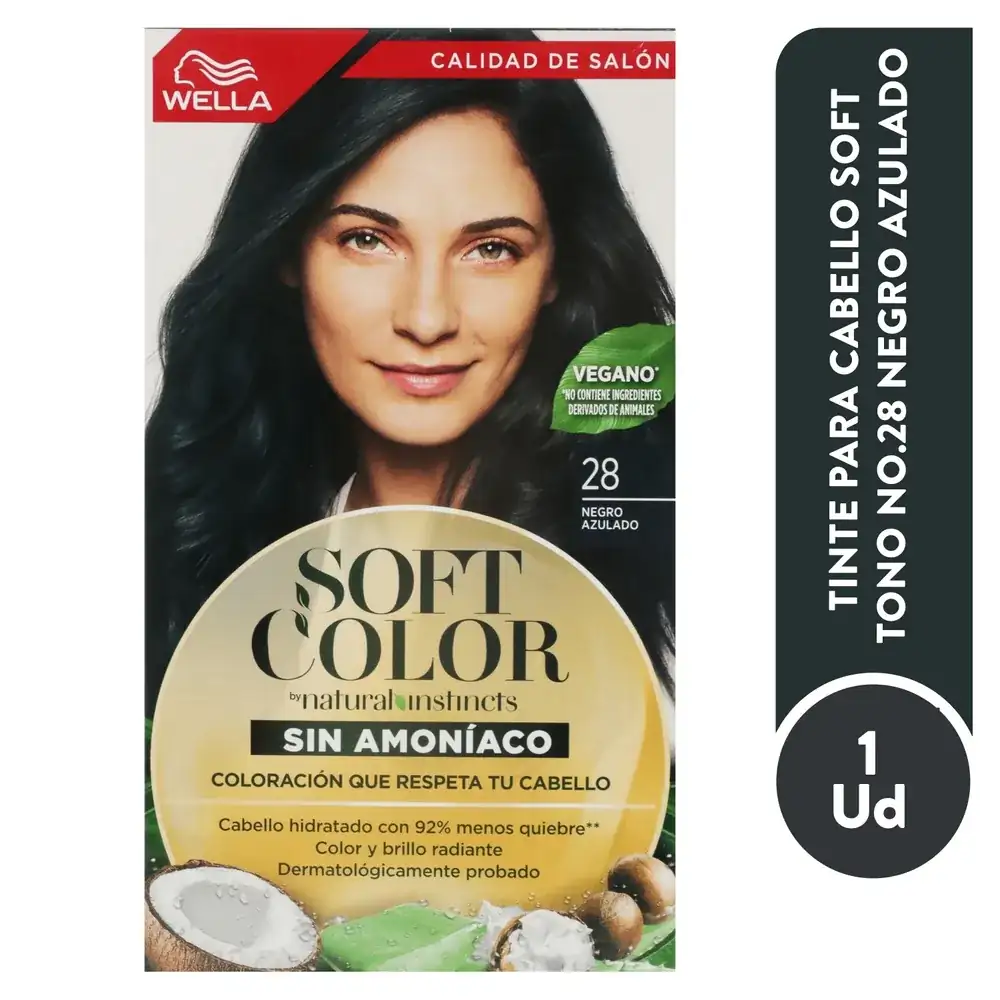 WELLA
CALIDAD DE SALÓN
VEGANO*
*NO CONTIENE INGREDIENTES
DERIVADOS DE ANIMALES
28
NEGRO
AZULADO
SOFT
COLOR
by natural instincts
SIN AMONÍACO
COLORACIÓN QUE RESPETA TU CABELLO
Cabello hidratado con 92% menos quiebre**
Color y brillo radiante
Dermatológicamente probado
TINTE PARA CABELLO SOFT
TONO NO.28 NEGRO AZULADO
1
Ud